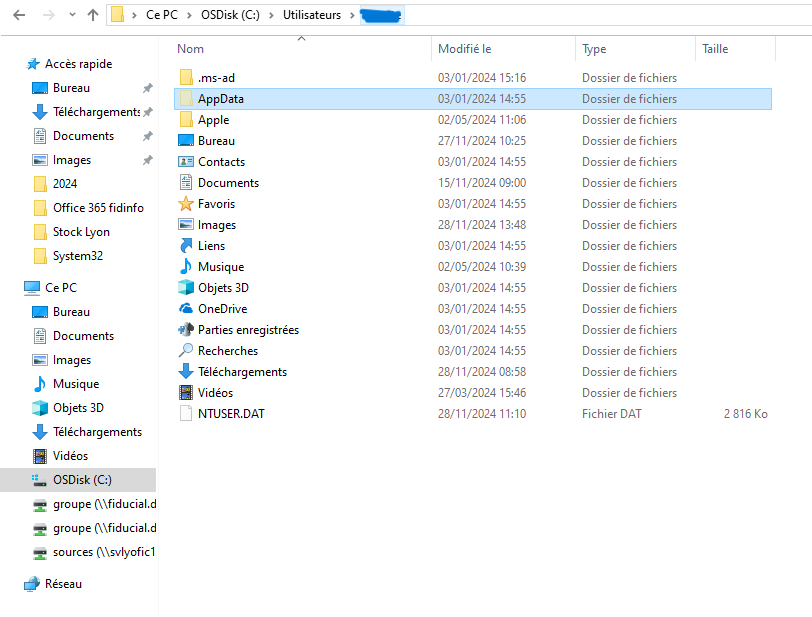 Ce PC > OSDisk (C:) > Utilisateurs >
Nom Modifié le Type Taille
Accès rapide
Bureau
Téléchargements
Documents
Images
2024
Office 365 fidinfo
Stock Lyon
System32
Ce PC
Bureau
Documents
Images
Musique
Objets 3D
Téléchargements
Vidéos
OSDisk (C:)
groupe (\\fiducial.d
groupe (\\fiducial.d
sources (\\svlyofic1
Réseau
.ms-ad 03/01/2024 15:16 Dossier de fichiers
AppData 03/01/2024 14:55 Dossier de fichiers
Apple 02/05/2024 11:06 Dossier de fichiers
Bureau 27/11/2024 10:25 Dossier de fichiers
Contacts 03/01/2024 14:55 Dossier de fichiers
Documents 15/11/2024 09:00 Dossier de fichiers
Favoris 03/01/2024 14:55 Dossier de fichiers
Images 28/11/2024 13:48 Dossier de fichiers
Liens 03/01/2024 14:55 Dossier de fichiers
Musique 02/05/2024 10:39 Dossier de fichiers
Objets 3D 03/01/2024 14:55 Dossier de fichiers
OneDrive 03/01/2024 14:55 Dossier de fichiers
Parties enregistrées 03/01/2024 14:55 Dossier de fichiers
Recherches 03/01/2024 14:55 Dossier de fichiers
Téléchargements 28/11/2024 08:58 Dossier de fichiers
Vidéos 27/03/2024 15:46 Dossier de fichiers
NTUSER.DAT 28/11/2024 11:10 Fichier DAT 2 816 Ko